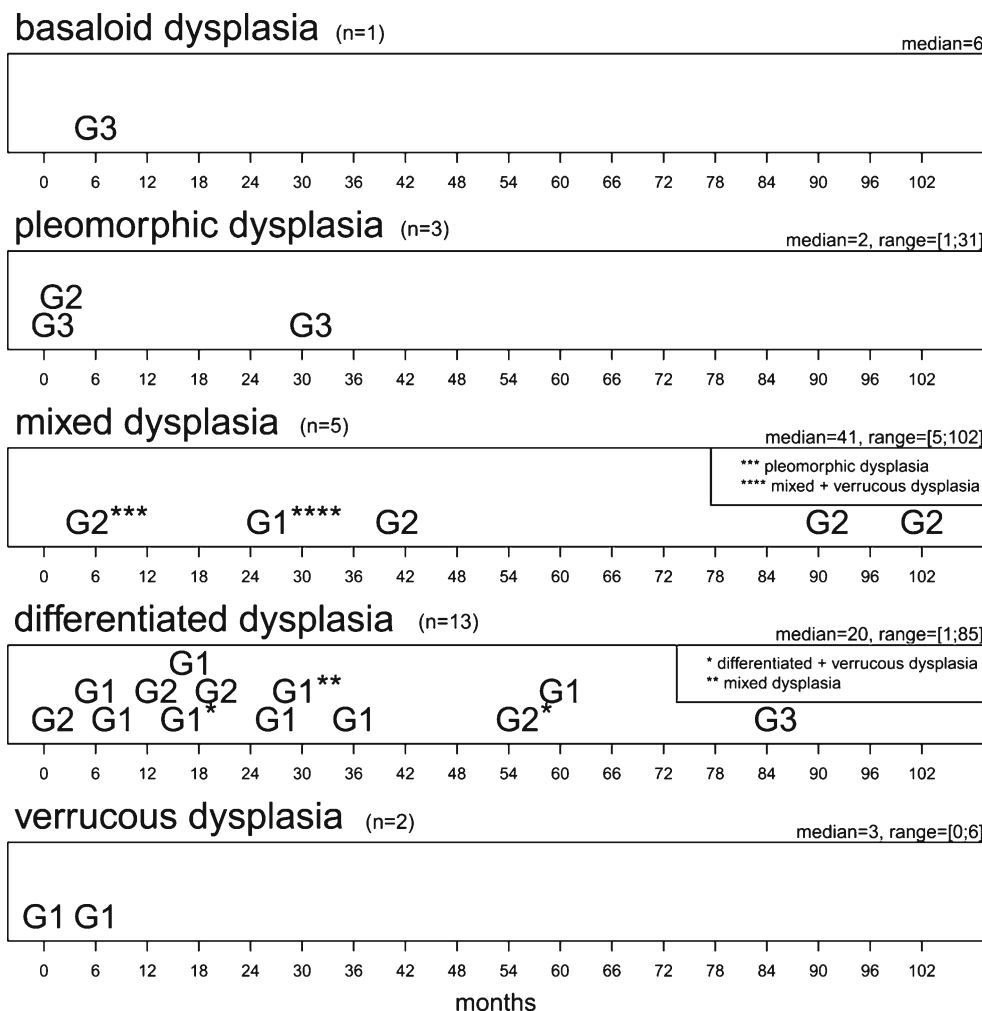 basaloid dysplasia (n=1)
median=6
G3
0 6 12 18 24 30 36 42 48 54 60 66 72 78 84 90 96 102
pleomorphic dysplasia (n=3)
median=2, range=[1;31]
G2
G3 G3
0 6 12 18 24 30 36 42 48 54 60 66 72 78 84 90 96 102
mixed dysplasia (n=5)
median=41, range=[5;102]
*** pleomorphic dysplasia
**** mixed + verrucous dysplasia
G2*** G1**** G2 G2 G2
0 6 12 18 24 30 36 42 48 54 60 66 72 78 84 90 96 102
differentiated dysplasia (n=13)
median=20, range=[1;85]
* differentiated + verrucous dysplasia
** mixed dysplasia
G1
G1 G2 G2 G1** G1
G2 G1 G1* G1 G1 G2* G3
0 6 12 18 24 30 36 42 48 54 60 66 72 78 84 90 96 102
verrucous dysplasia (n=2)
median=3, range=[0;6]
G1 G1
0 6 12 18 24 30 36 42 48 54 60 66 72 78 84 90 96 102
months